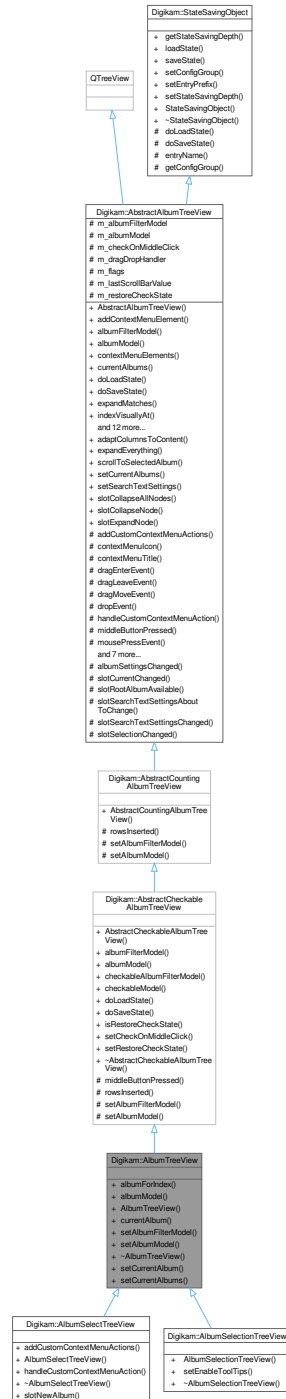 Digikam::StateSavingObject
+ getStateSavingDepth()
+ loadState()
+ saveState()
+ setConfigGroup()
+ setEntryPrefix()
+ setStateSavingDepth()
+ StateSavingObject()
+ ~StateSavingObject()
# doLoadState()
# doSaveState()
# entryName()
# getConfigGroup()
QTreeView
Digikam::AbstractAlbumTreeView
# m_albumFilterModel
# m_albumModel
# m_checkOnMiddleClick
# m_dragDropHandler
# m_flags
# m_lastScrollBarValue
# m_restoreCheckState
+ AbstractAlbumTreeView()
+ addContextMenuElement()
+ albumFilterModel()
+ albumModel()
+ contextMenuElements()
+ currentAlbums()
+ doLoadState()
+ doSaveState()
+ expandMatches()
+ indexVisuallyAt()
and 12 more...
+ adaptColumnsToContent()
+ expandEverything()
+ scrollToSelectedAlbum()
+ setCurrentAlbums()
+ setSearchTextSettings()
+ slotCollapseAllNodes()
+ slotCollapseNode()
+ slotExpandNode()
# addCustomContextMenuActions()
# contextMenuIcon()
# contextMenuTitle()
# dragEnterEvent()
# dragLeaveEvent()
# dragMoveEvent()
# dropEvent()
# handleCustomContextMenuAction()
# middleButtonPressed()
# mousePressEvent()
and 7 more...
# albumSettingsChanged()
# slotCurrentChanged()
# slotRootAlbumAvailable()
# slotSearchTextSettingsAbout
ToChange()
# slotSearchTextSettingsChanged()
# slotSelectionChanged()
Digikam::AbstractCounting
AlbumTreeView
+ AbstractCountingAlbumTree
View()
# rowsInserted()
# setAlbumFilterModel()
# setAlbumModel()
Digikam::AbstractCheckable
AlbumTreeView
+ AbstractCheckableAlbumTree
View()
+ albumFilterModel()
+ albumModel()
+ checkableAlbumFilterModel()
+ checkableModel()
+ doLoadState()
+ doSaveState()
+ isRestoreCheckState()
+ setCheckOnMiddleClick()
+ setRestoreCheckState()
+ ~AbstractCheckableAlbumTree
View()
# middleButtonPressed()
# rowsInserted()
# setAlbumFilterModel()
# setAlbumModel()
Digikam::AlbumTreeView
+ albumForIndex()
+ albumModel()
+ AlbumTreeView()
+ currentAlbum()
+ setAlbumFilterModel()
+ setAlbumModel()
+ ~AlbumTreeView()
+ setCurrentAlbum()
+ setCurrentAlbums()
Digikam::AlbumSelectTreeView
+ addCustomContextMenuActions()
+ AlbumSelectTreeView()
+ handleCustomContextMenuAction()
+ ~AlbumSelectTreeView()
+ slotNewAlbum()
Digikam::AlbumSelectionTreeView
+ AlbumSelectionTreeView()
+ setEnableToolTips()
+ ~AlbumSelectionTreeView()